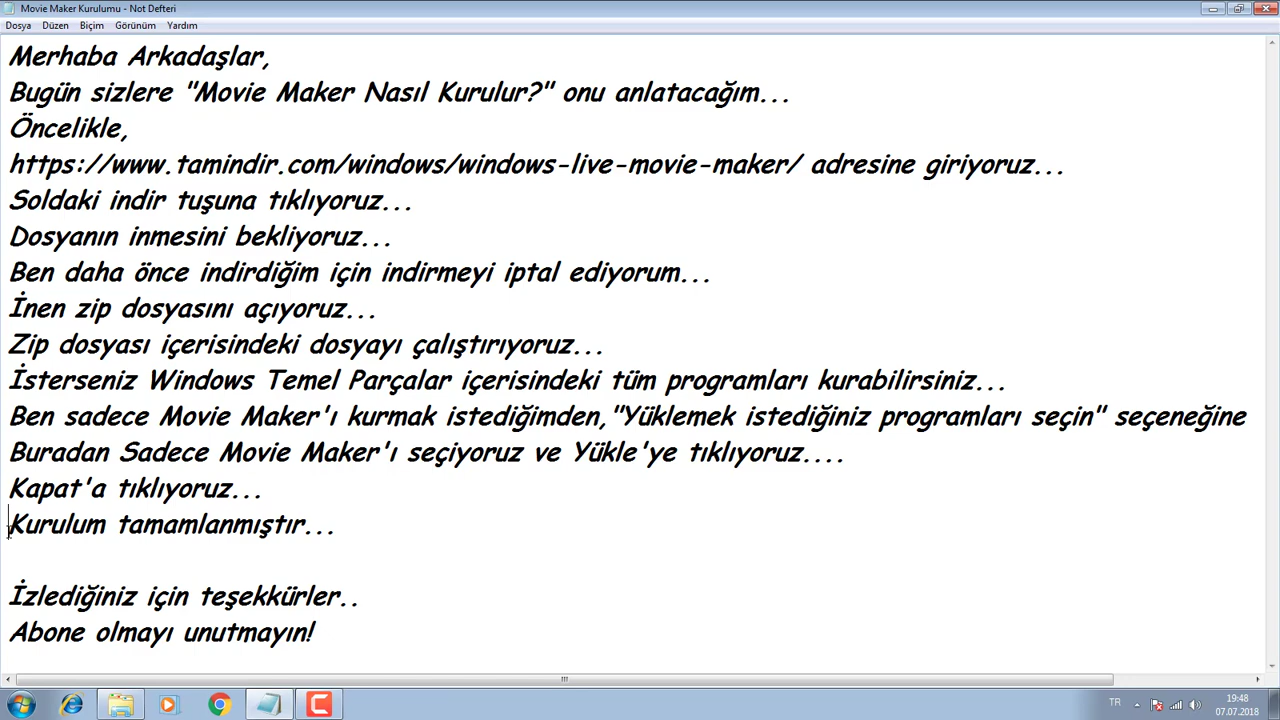 Movie Maker Kurulumu - Not Defteri
Dosya Düzen Biçim Görünüm Yardım
Merhaba Arkadaşlar,
Bugün sizlere "Movie Maker Nasıl Kurulur?" onu anlatacağım...
Öncelikle,
https://www.tamindir.com/windows/windows-live-movie-maker/ adresine giriyoruz...
Soldaki indir tuşuna tıklıyoruz...
Dosyanın inmesini bekliyoruz...
Ben daha önce indirdiğim için indirmeyi iptal ediyorum...
İnen zip dosyasını açıyoruz...
Zip dosyası içerisindeki dosyayı çalıştırıyoruz...
İsterseniz Windows Temel Parçalar içerisindeki tüm programları kurabilirsiniz...
Ben sadece Movie Maker'ı kurmak istediğimden,"Yüklemek istediğiniz programları seçin" seçeneğine
Buradan Sadece Movie Maker'ı seçiyoruz ve Yükle'ye tıklıyoruz....
Kapat'a tıklıyoruz...
Kurulum tamamlanmıştır...
İzlediğiniz için teşekkürler..
Abone olmayı unutmayın!
TR
19:48
07.07.2018